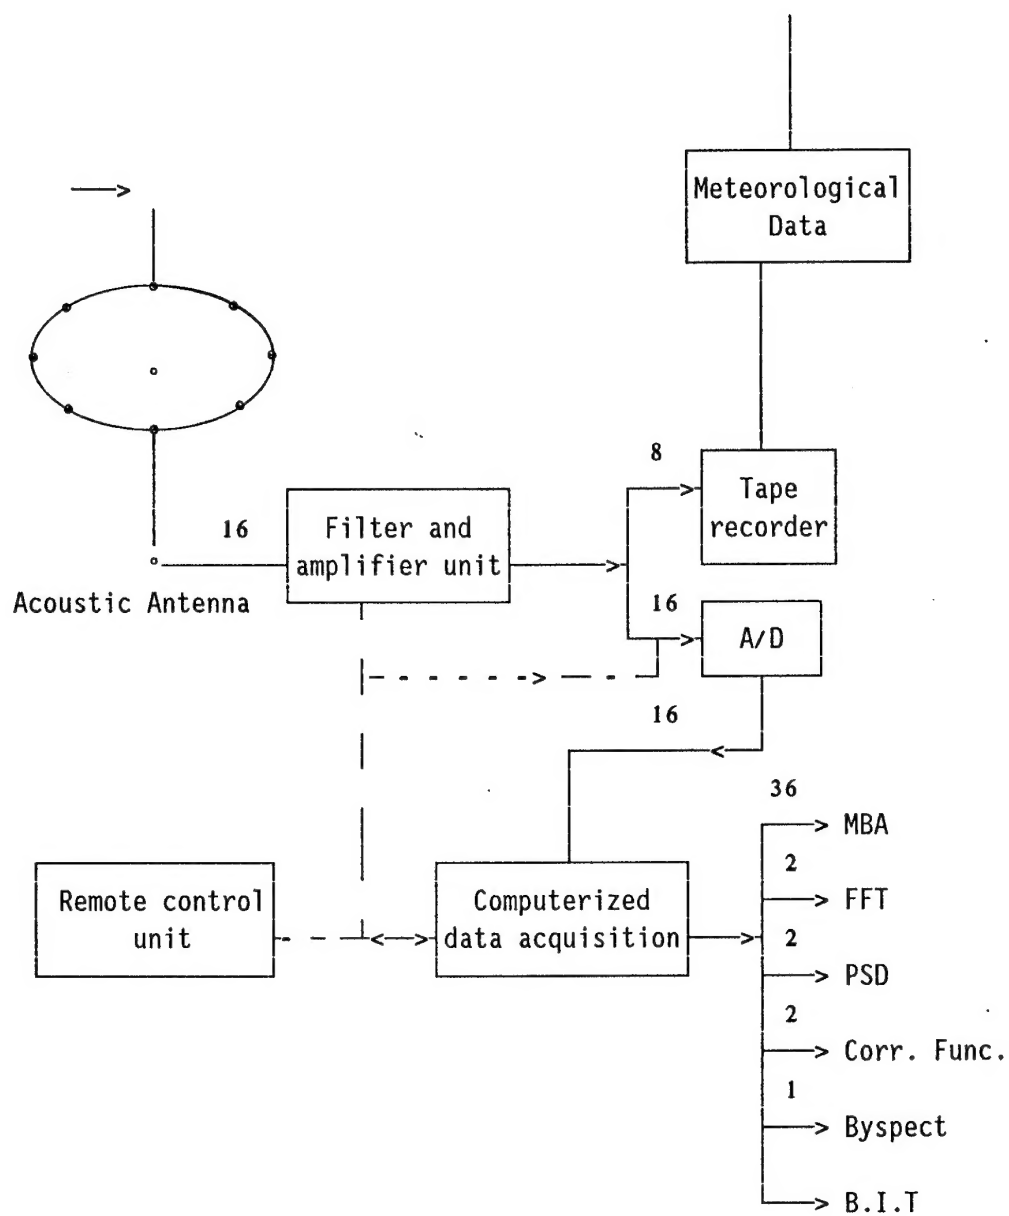 Meteorological
Data
8
Tape
recorder
16
Filter and
amplifier unit
Acoustic Antenna
16
A/D
16
36
MBA
2
FFT
Remote control
unit
Computerized
data acquisition
2
PSD
2
Corr. Func.
1
Byspect
B.I.T